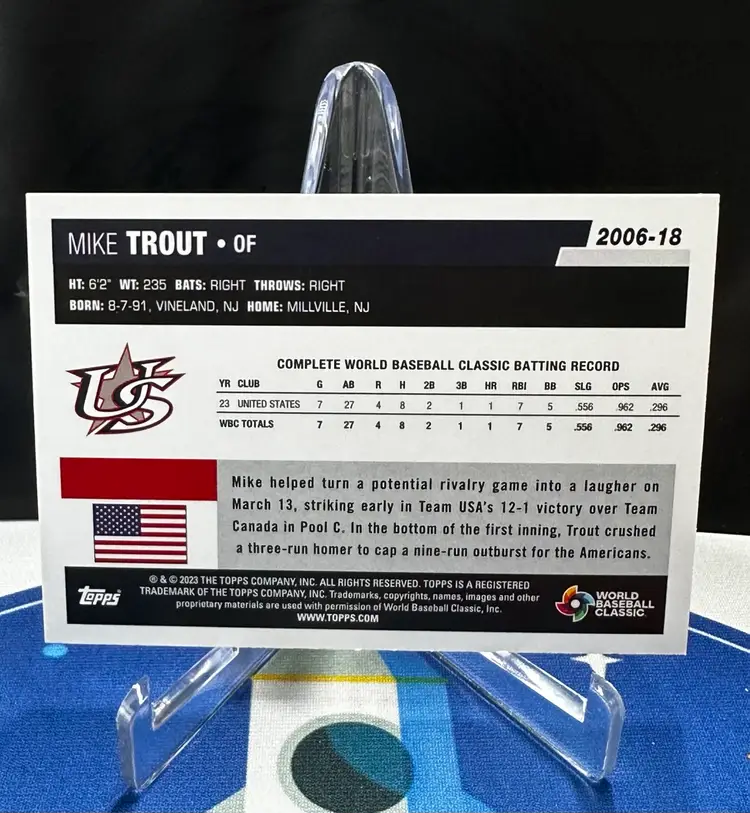 MIKE TROUT • OF
2006-18
HT: 6'2" WT: 235 BATS: RIGHT THROWS: RIGHT
BORN: 8-7-91, VINELAND, NJ HOME: MILLVILLE, NJ
US
COMPLETE WORLD BASEBALL CLASSIC BATTING RECORD
YR CLUB G AB R H 2B 3B HR RBI BB SLG OPS AVG
23 UNITED STATES 7 27 4 8 2 1 1 7 5 .556 .962 .296
WBC TOTALS 7 27 4 8 2 1 1 7 5 .556 .962 .296
Mike helped turn a potential rivalry game into a laugher on
March 13, striking early in Team USA's 12-1 victory over Team
Canada in Pool C. In the bottom of the first inning, Trout crushed
a three-run homer to cap a nine-run outburst for the Americans.
Topps
® & © 2023 THE TOPPS COMPANY, INC. ALL RIGHTS RESERVED. TOPPS IS A REGISTERED
TRADEMARK OF THE TOPPS COMPANY, INC. Trademarks, copyrights, names, images and other
proprietary materials are used with permission of World Baseball Classic, Inc.
WWW.TOPPS.COM
WORLD
BASEBALL
CLASSIC